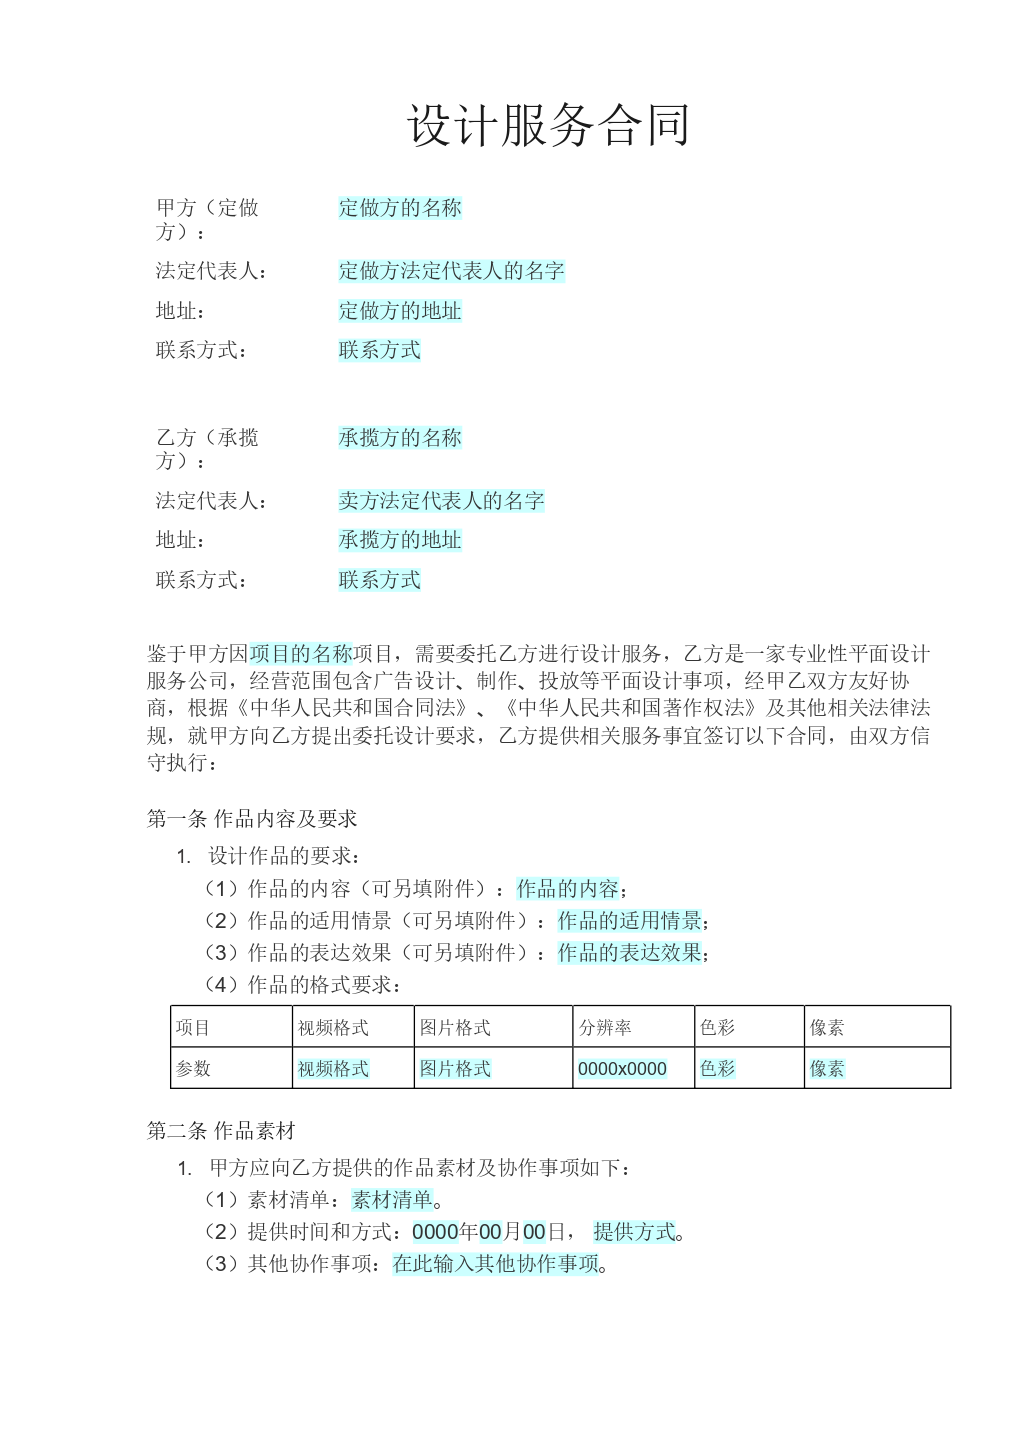 设计服务合同
甲方（定做 定做方的名称
方）：
法定代表人： 定做方法定代表人的名字
地址： 定做方的地址
联系方式： 联系方式
乙方（承揽 承揽方的名称
方）：
法定代表人： 卖方法定代表人的名字
地址： 承揽方的地址
联系方式： 联系方式
鉴于甲方因项目的名称项目，需要委托乙方进行设计服务，乙方是一家专业性平面设计
服务公司，经营范围包含广告设计、制作、投放等平面设计事项，经甲乙双方友好协
商，根据《中华人民共和国合同法》、《中华人民共和国著作权法》及其他相关法律法
规，就甲方向乙方提出委托设计要求，乙方提供相关服务事宜签订以下合同，由双方信
守执行：
第一条 作品内容及要求
1. 设计作品的要求：
（1）作品的内容（可另填附件）：作品的内容；
（2）作品的适用情景（可另填附件）：作品的适用情景；
（3）作品的表达效果（可另填附件）：作品的表达效果；
（4）作品的格式要求：
项目 视频格式 图片格式 分辨率 色彩 像素
参数 视频格式 图片格式 0000x0000 色彩 像素
第二条 作品素材
1. 甲方应向乙方提供的作品素材及协作事项如下：
（1）素材清单：素材清单。
（2）提供时间和方式：0000年00月00日， 提供方式。
（3）其他协作事项：在此输入其他协作事项。